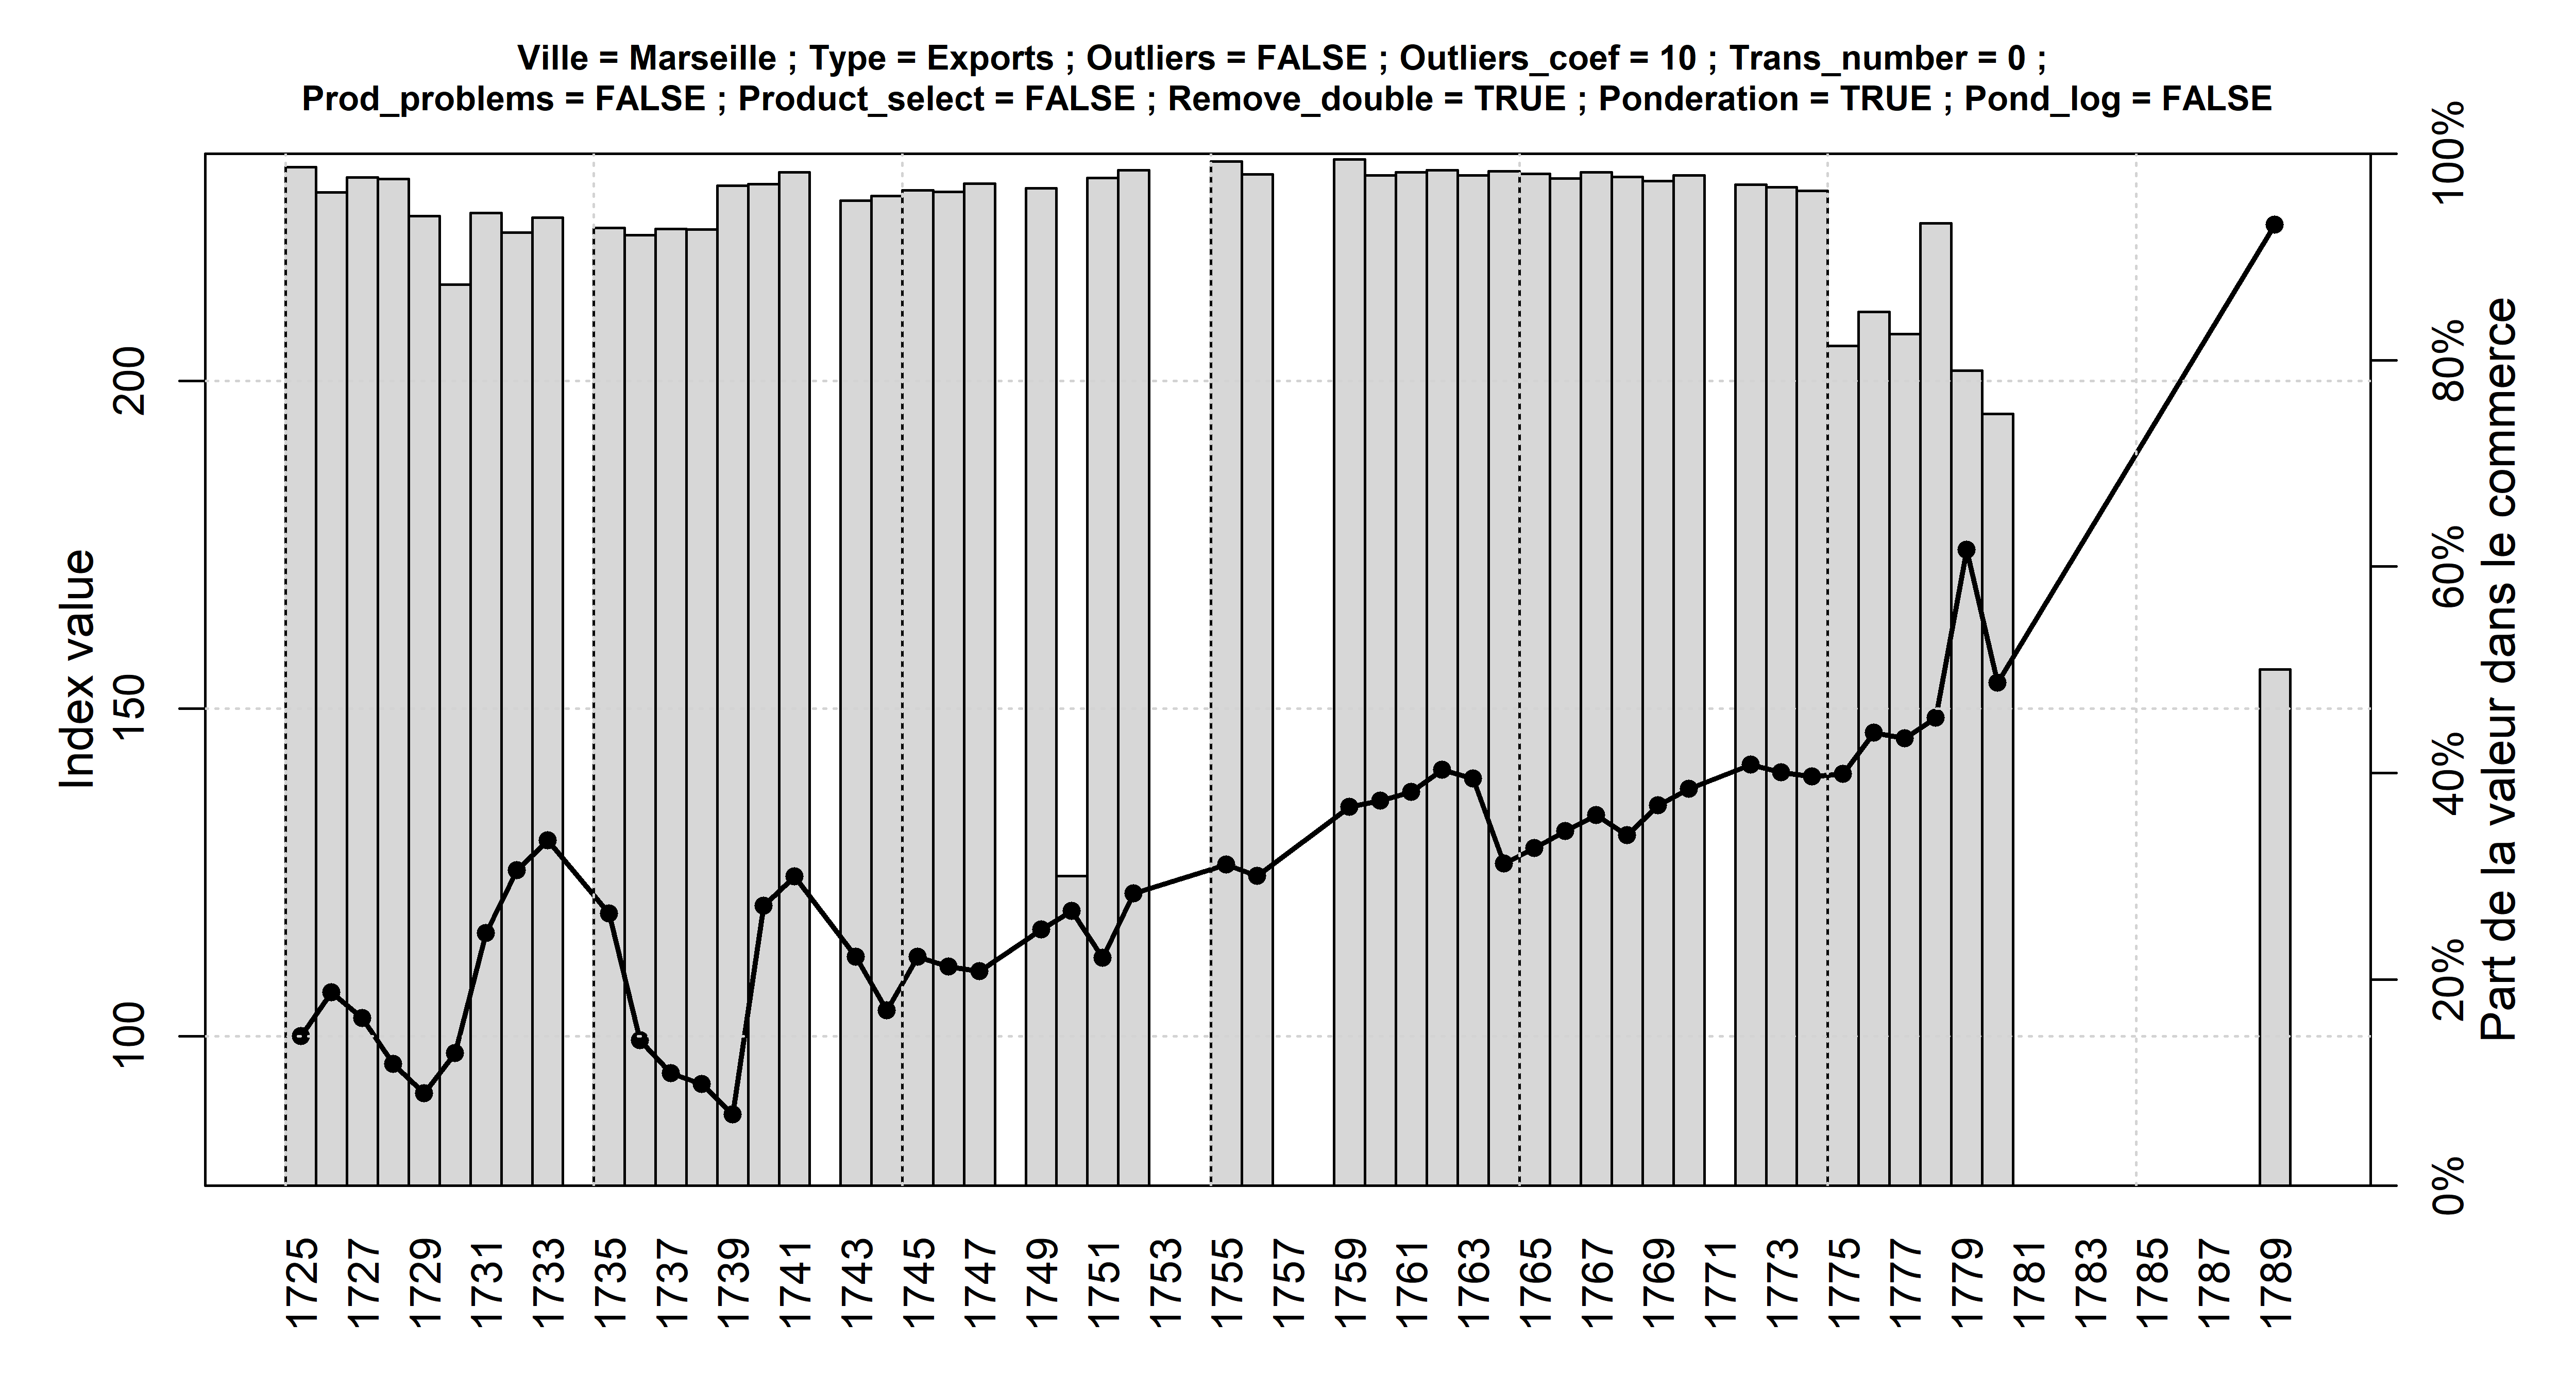 Ville = Marseille ; Type = Exports ; Outliers = FALSE ; Outliers_coef = 10 ; Trans_number = 0 ;
Prod_problems = FALSE ; Product_select = FALSE ; Remove_double = TRUE ; Ponderation = TRUE ; Pond_log = FALSE
Index value
200
150
100
100%
80%
60%
40%
20%
0%
Part de la valeur dans le commerce
1725 1727 1729 1731 1733 1735 1737 1739 1741 1743 1745 1747 1749 1751 1753 1755 1757 1759 1761 1763 1765 1767 1769 1771 1773 1775 1777 1779 1781 1783 1785 1787 1789